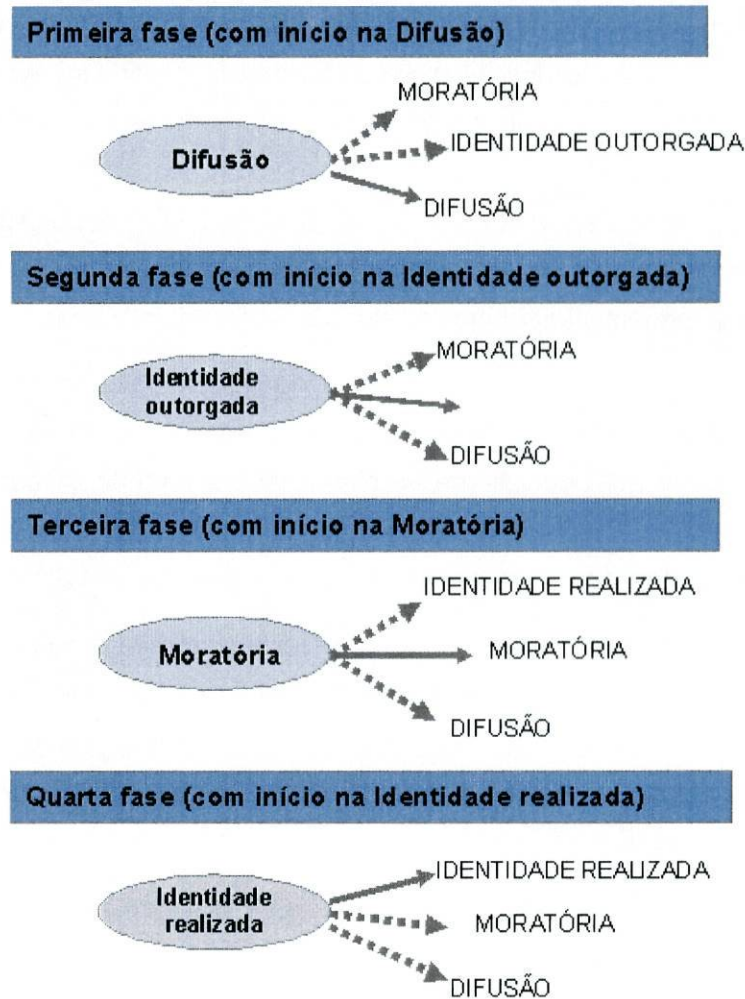 Primeira fase (com início na Difusão)
MORATÓRIA
Difusão
IDENTIDADE OUTORGADA
DIFUSÃO
Segunda fase (com início na Identidade outorgada)
MORATÓRIA
Identidade
outorgada
DIFUSÃO
Terceira fase (com início na Moratória)
IDENTIDADE REALIZADA
Moratória
MORATÓRIA
DIFUSÃO
Quarta fase (com início na Identidade realizada)
IDENTIDADE REALIZADA
Identidade
realizada
MORATÓRIA
DIFUSÃO